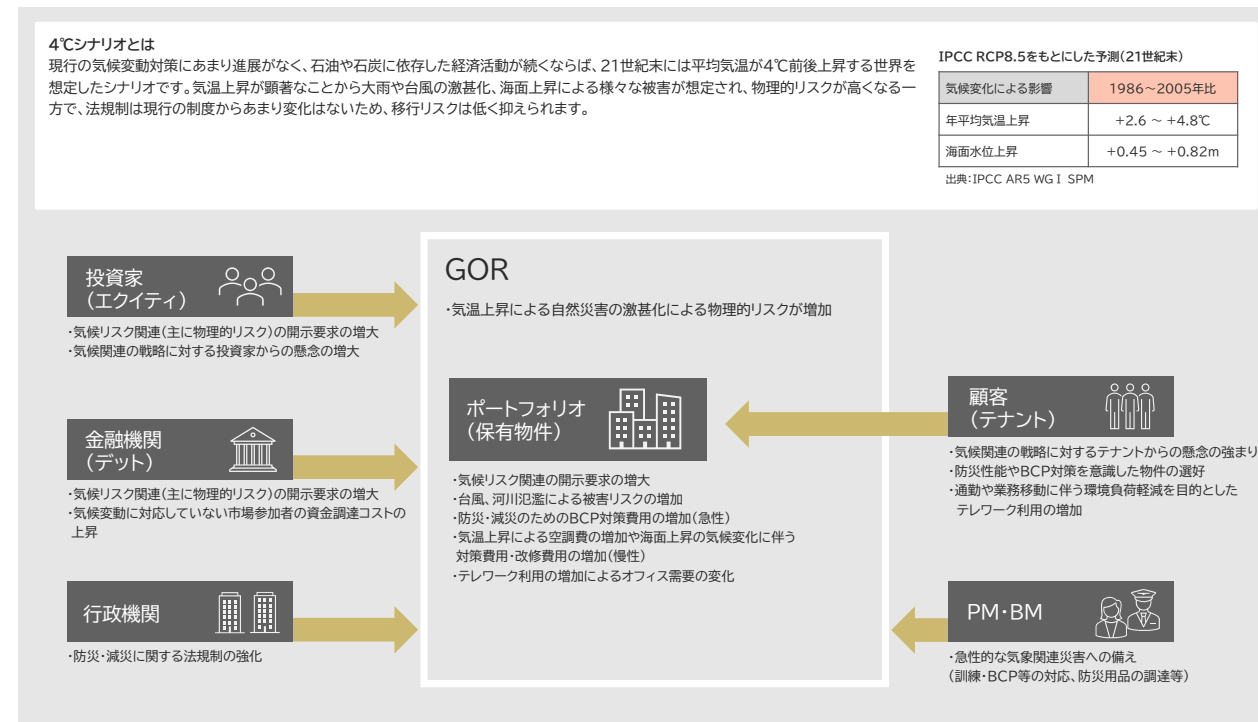 4℃シナリオとは
現行の気候変動対策にあまり進展がなく、石油や石炭に依存した経済活動が続くならば、21世紀末には平均気温が4℃前後上昇する世界を
想定したシナリオです。気温上昇が顕著なことから大雨や台風の激甚化、海面上昇による様々な被害が想定され、物理的リスクが高くなる一
方で、法規制は現行の制度からあまり変化はないため、移行リスクは低く抑えられます。
IPCC RCP8.5をもとにした予測(21世紀末)
気候変化による影響 1986～2005年比
年平均気温上昇 +2.6 ～ +4.8℃
海面水位上昇 +0.45 ～ +0.82m
出典:IPCC AR5 WGⅠ SPM
投資家
(エクイティ)
・気候リスク関連(主に物理的リスク)の開示要求の増大
・気候関連の戦略に対する投資家からの懸念の増大
金融機関
(デット)
・気候リスク関連(主に物理的リスク)の開示要求の増大
・気候変動に対応していない市場参加者の資金調達コストの
上昇
行政機関
・防災・減災に関する法規制の強化
GOR
・気温上昇による自然災害の激甚化による物理的リスクが増加
ポートフォリオ
(保有物件)
・気候リスク関連の開示要求の増大
・台風、河川氾濫による被害リスクの増加
・防災・減災のためのBCP対策費用の増加(急性)
・気温上昇による空調費の増加や海面上昇の気候変化に伴う
対策費用・改修費用の増加(慢性)
・テレワーク利用の増加によるオフィス需要の変化
顧客
(テナント)
・気候関連の戦略に対するテナントからの懸念の強まり
・防災性能やBCP対策を意識した物件の選好
・通勤や業務移動に伴う環境負荷軽減を目的とした
テレワーク利用の増加
PM・BM
・急性的な気象関連災害への備え
(訓練・BCP等の対応、防災用品の調達等)